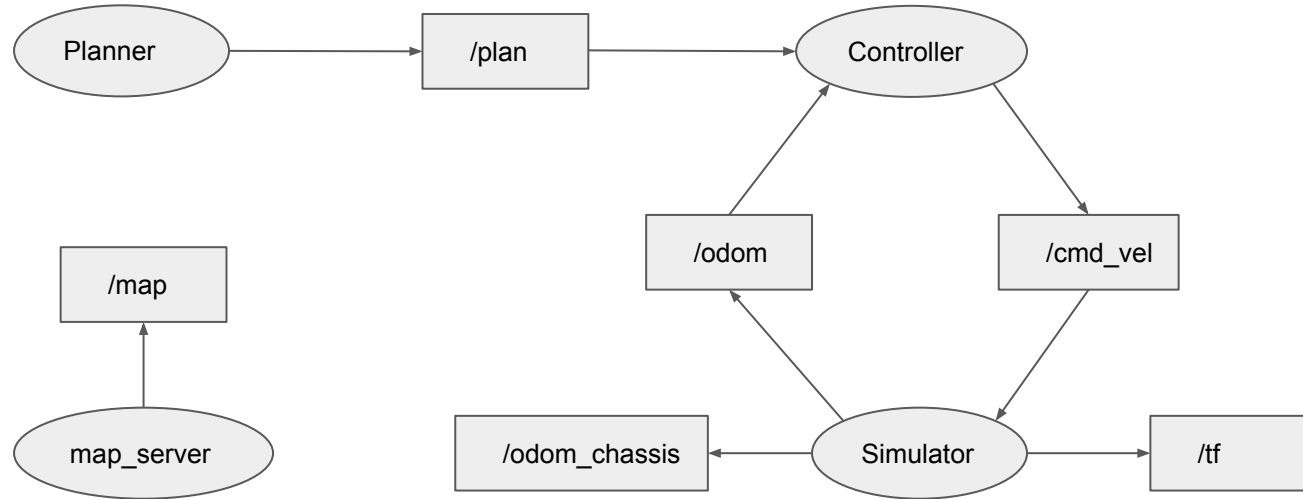 Planner
/plan
Controller
/odom
/cmd_vel
/map
map_server
/odom_chassis
Simulator
/tf